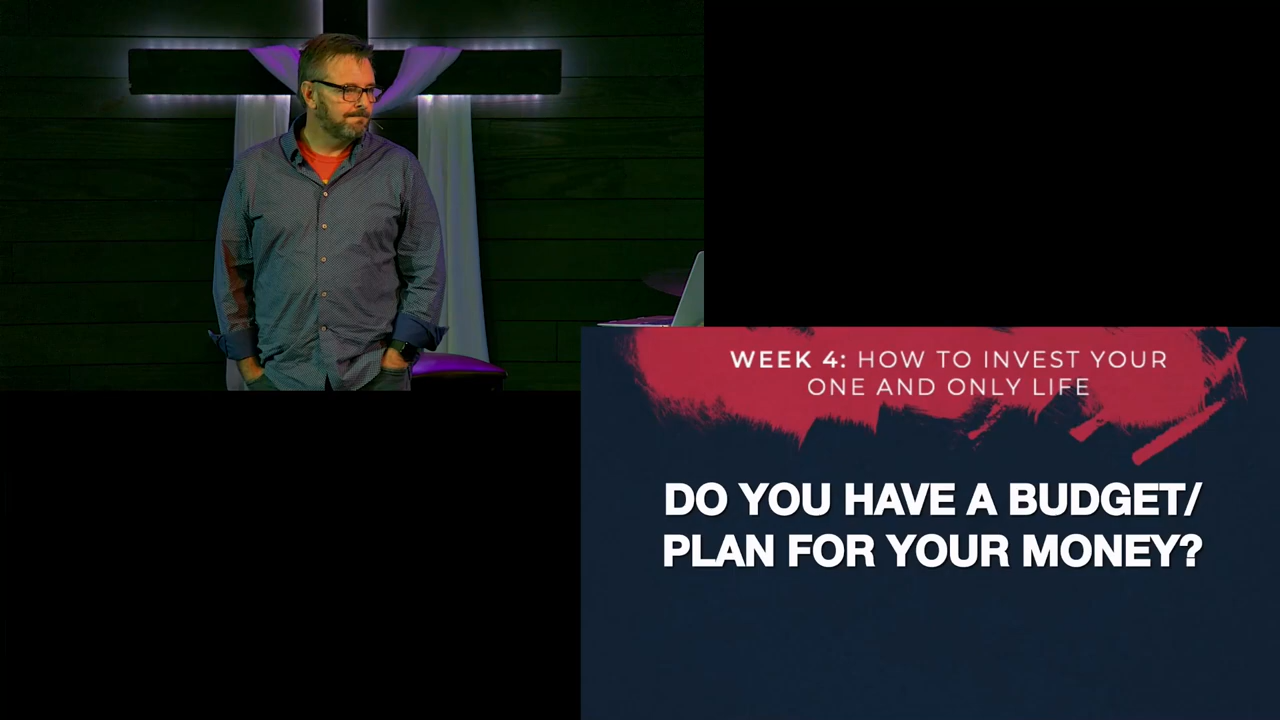 WEEK 4: HOW TO INVEST YOUR
ONE AND ONLY LIFE
DO YOU HAVE A BUDGET/
PLAN FOR YOUR MONEY?